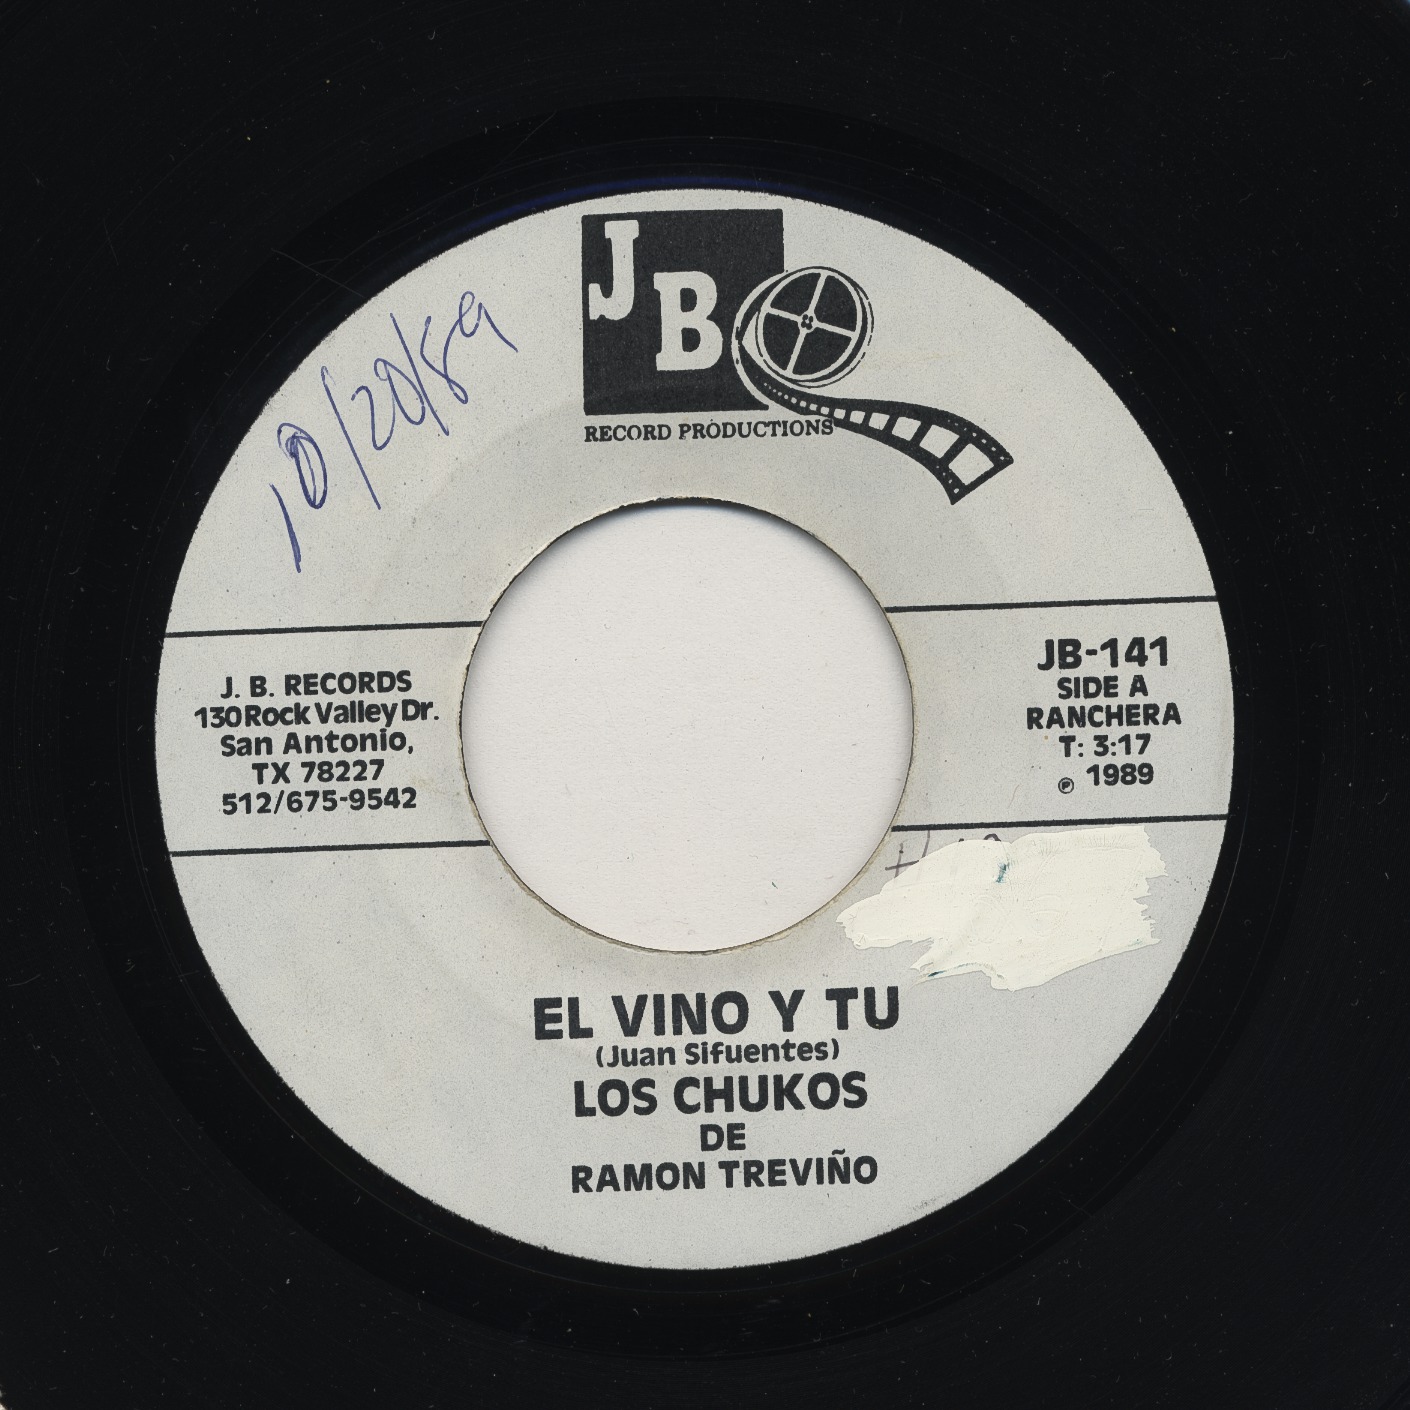 10/20/89
JB
RECORD PRODUCTIONS
J. B. RECORDS
130 Rock Valley Dr.
San Antonio,
TX 78227
512/675-9542
JB-141
SIDE A
RANCHERA
T: 3:17
℗ 1989
EL VINO Y TU
(Juan Sifuentes)
LOS CHUKOS
DE
RAMON TREVIÑO